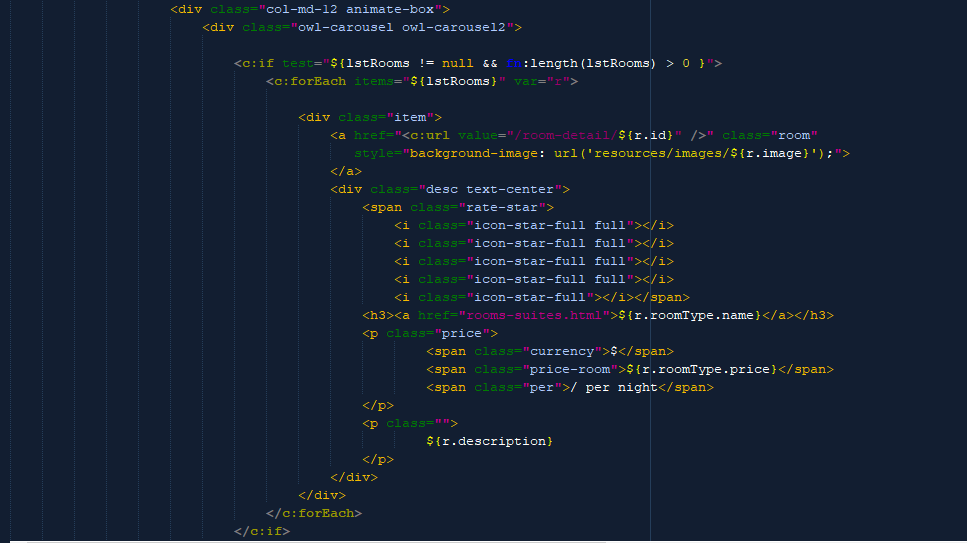 <div class="col-md-12 animate-box">
<div class="owl-carousel owl-carousel2">
<c:if test="${lstRooms != null && fn:length(lstRooms) > 0 }">
<c:forEach items="${lstRooms}" var="r">
<div class="item">
<a href="<c:url value="/room-detail/${r.id}" />" class="room"
style="background-image: url('resources/images/${r.image}');">
</a>
<div class="desc text-center">
<span class="rate-star">
<i class="icon-star-full full"></i>
<i class="icon-star-full full"></i>
<i class="icon-star-full full"></i>
<i class="icon-star-full full"></i>
<i class="icon-star-full"></i></span>
<h3><a href="rooms-suites.html">${r.roomType.name}</a></h3>
<p class="price">
<span class="currency">$</span>
<span class="price-room">${r.roomType.price}</span>
<span class="per">/ per night</span>
</p>
<p class="">
${r.description}
</p>
</div>
</div>
</c:forEach>
</c:if>